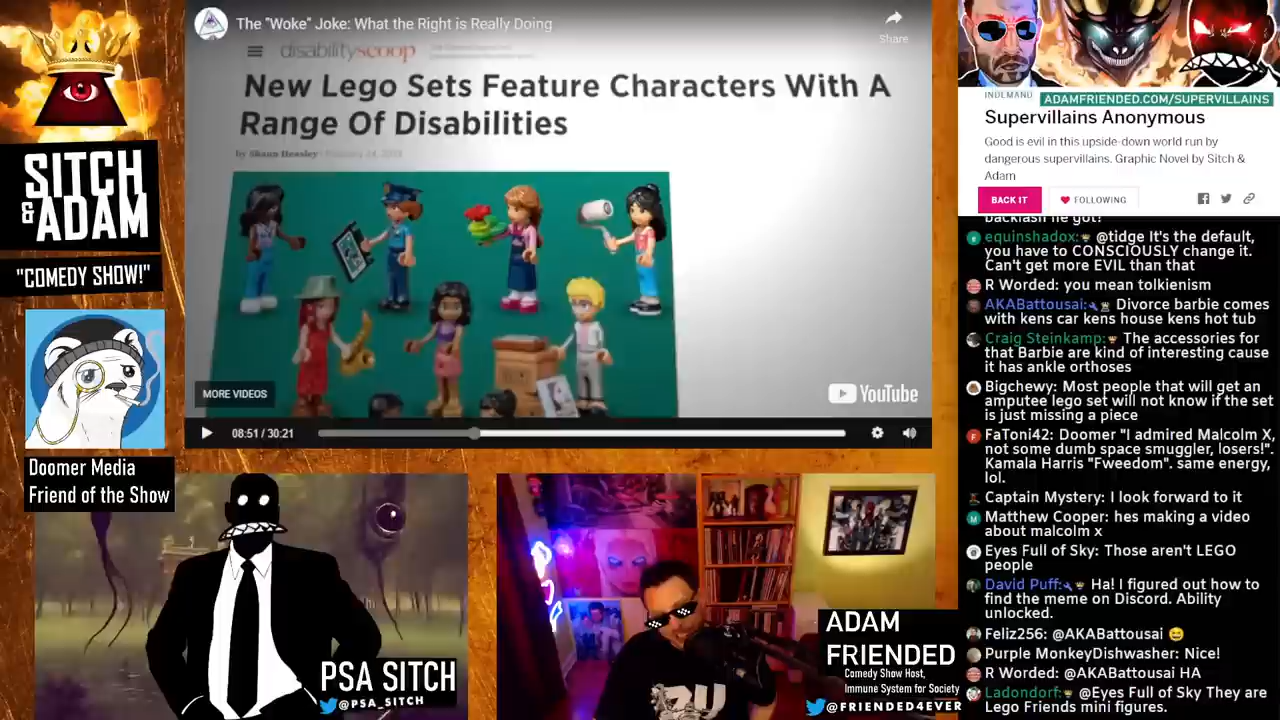 The "Woke" Joke: What the Right is Really Doing
Share
disabilityscoop
New Lego Sets Feature Characters With A
Range Of Disabilities
by Shaun Heasley
MORE VIDEOS
YouTube
08:51 / 30:21
SITCH
& ADAM
"COMEDY SHOW!"
Doomer Media
Friend of the Show
PSA SITCH
@PSA_SITCH
ADAM
FRIENDED
Comedy Show Host,
Immune System for Society
@FRIENDED4EVER
INDEMAND
ADAMFRIENDED.COM/SUPERVILLAINS
Supervillains Anonymous
Good is evil in this upside-down world run by
dangerous supervillains. Graphic Novel by Sitch &
Adam
BACK IT
FOLLOWING
backlash he got?
equinshadox: @tidge It's the default,
you have to CONSCIOUSLY change it.
Can't get more EVIL than that
R Worded: you mean tolkienism
AKABattousai: Divorce barbie comes
with kens car kens house kens hot tub
Craig Steinkamp: The accessories for
that Barbie are kind of interesting cause
it has ankle orthoses
Bigchewy: Most people that will get an
amputee lego set will not know if the set
is just missing a piece
FaToni42: Doomer "I admired Malcolm X,
not some dumb space smuggler, losers!".
Kamala Harris "Fweedom". same energy,
lol.
Captain Mystery: I look forward to it
Matthew Cooper: hes making a video
about malcolm x
Eyes Full of Sky: Those aren't LEGO
people
David Puff: Ha! I figured out how to
find the meme on Discord. Ability
unlocked.
Feliz256: @AKABattousai 😆
Purple MonkeyDishwasher: Nice!
R Worded: @AKABattousai HA
Ladondorf: @Eyes Full of Sky They are
Lego Friends mini figures.